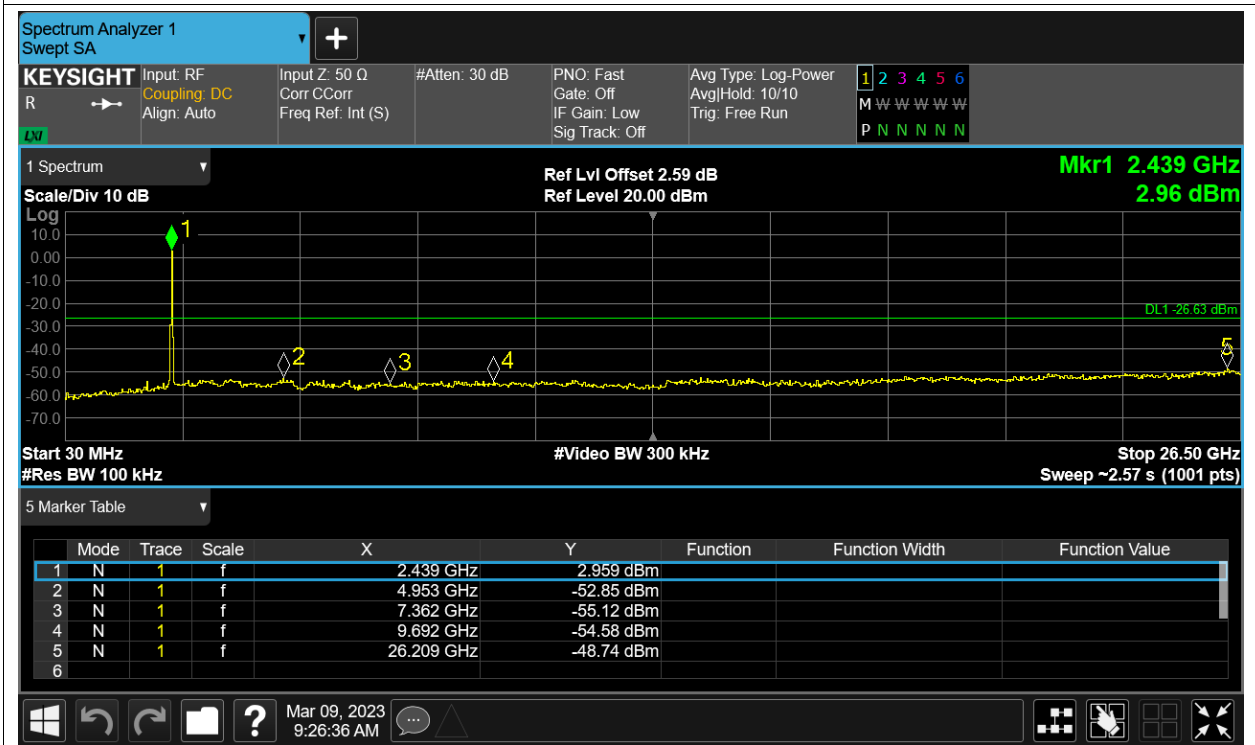 Spectrum Analyzer 1
Swept SA
+
KEYSIGHT Input: RF Input Z: 50 Ω #Atten: 30 dB PNO: Fast Avg Type: Log-Power 1 2 3 4 5 6
R Coupling: DC Corr CCorr Gate: Off Avg|Hold: 10/10 M W W W W W
Align: Auto Freq Ref: Int (S) IF Gain: Low Trig: Free Run
LXI Sig Track: Off P N N N N N
1 Spectrum Ref Lvl Offset 2.59 dB Mkr1 2.439 GHz
Scale/Div 10 dB Ref Level 20.00 dBm 2.96 dBm
Log
10.0 1
0.00
-10.0
-20.0 DL1 -26.63 dBm
-30.0
-40.0 2 3 4 5
-50.0
-60.0
-70.0
Start 30 MHz #Video BW 300 kHz Stop 26.50 GHz
#Res BW 100 kHz Sweep ~2.57 s (1001 pts)
5 Marker Table
Mode Trace Scale X Y Function Function Width Function Value
1 N 1 f 2.439 GHz 2.959 dBm
2 N 1 f 4.953 GHz -52.85 dBm
3 N 1 f 7.362 GHz -55.12 dBm
4 N 1 f 9.692 GHz -54.58 dBm
5 N 1 f 26.209 GHz -48.74 dBm
6
? Mar 09, 2023
9:26:36 AM